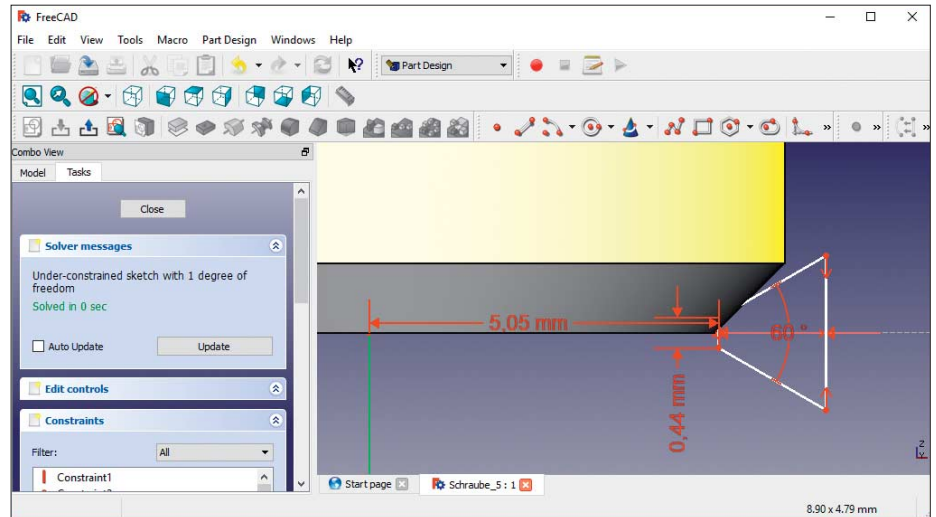 FreeCAD
File Edit View Tools Macro Part Design Windows Help
Part Design
Combo View
Model Tasks
Close
Solver messages
Under-constrained sketch with 1 degree of
freedom
Solved in 0 sec
Auto Update Update
Edit controls
Constraints
Filter: All
Constraint1
5,05 mm
60 °
0,44 mm
Z
Start page Schraube_5 : 1
8.90 x 4.79 mm